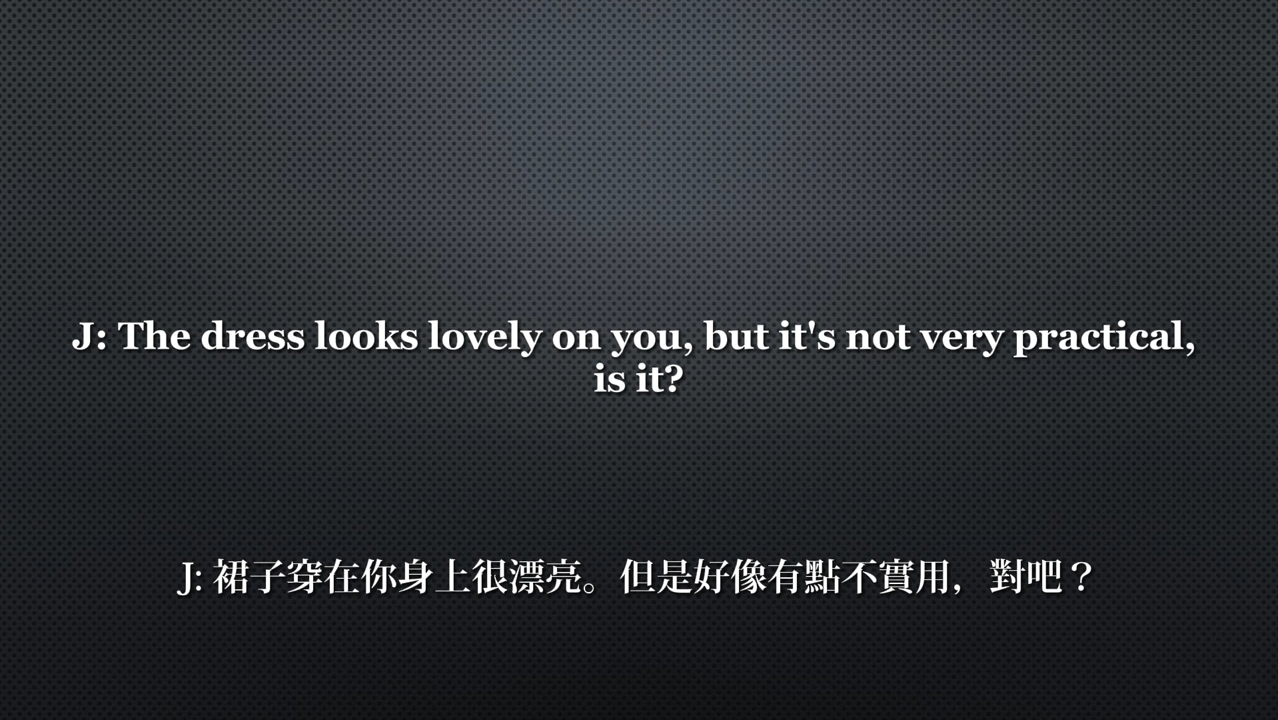 J: The dress looks lovely on you, but it's not very practical,
is it?
J: 裙子穿在你身上很漂亮。但是好像有點不實用，對吧？